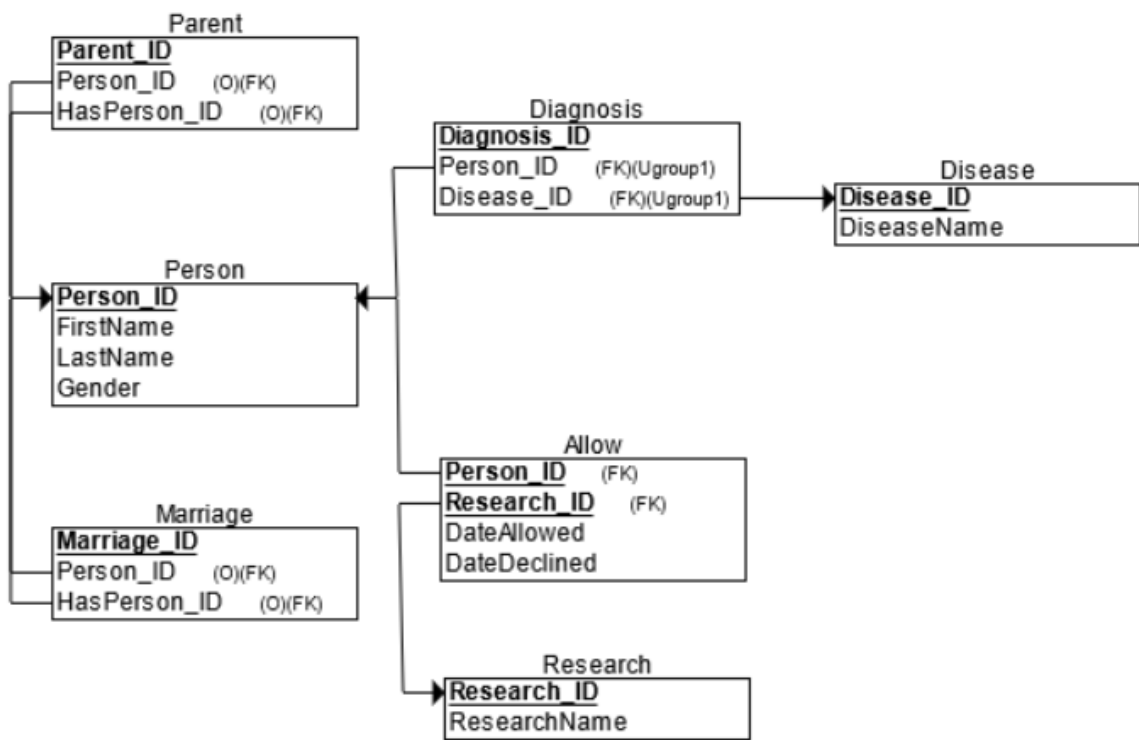 Parent
Parent_ID
Person_ID (O)(FK)
HasPerson_ID (O)(FK)
Diagnosis
Diagnosis_ID
Person_ID (FK)(Ugroup1)
Disease_ID (FK)(Ugroup1)
Disease
Disease_ID
DiseaseName
Person
Person_ID
FirstName
LastName
Gender
Allow
Person_ID (FK)
Research_ID (FK)
DateAllowed
DateDeclined
Marriage
Marriage_ID
Person_ID (O)(FK)
HasPerson_ID (O)(FK)
Research
Research_ID
ResearchName